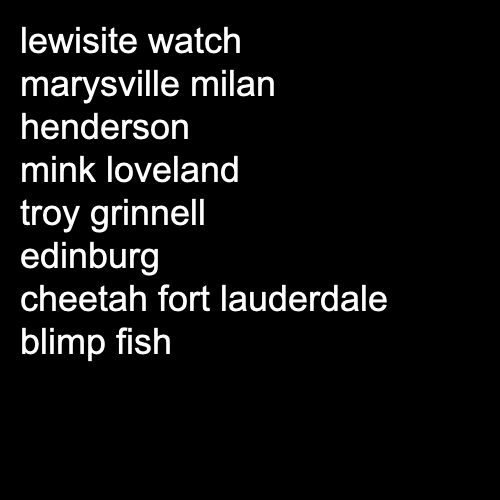 lewisite watch
marysville milan
henderson
mink loveland
troy grinnell
edinburg
cheetah fort lauderdale
blimp fish